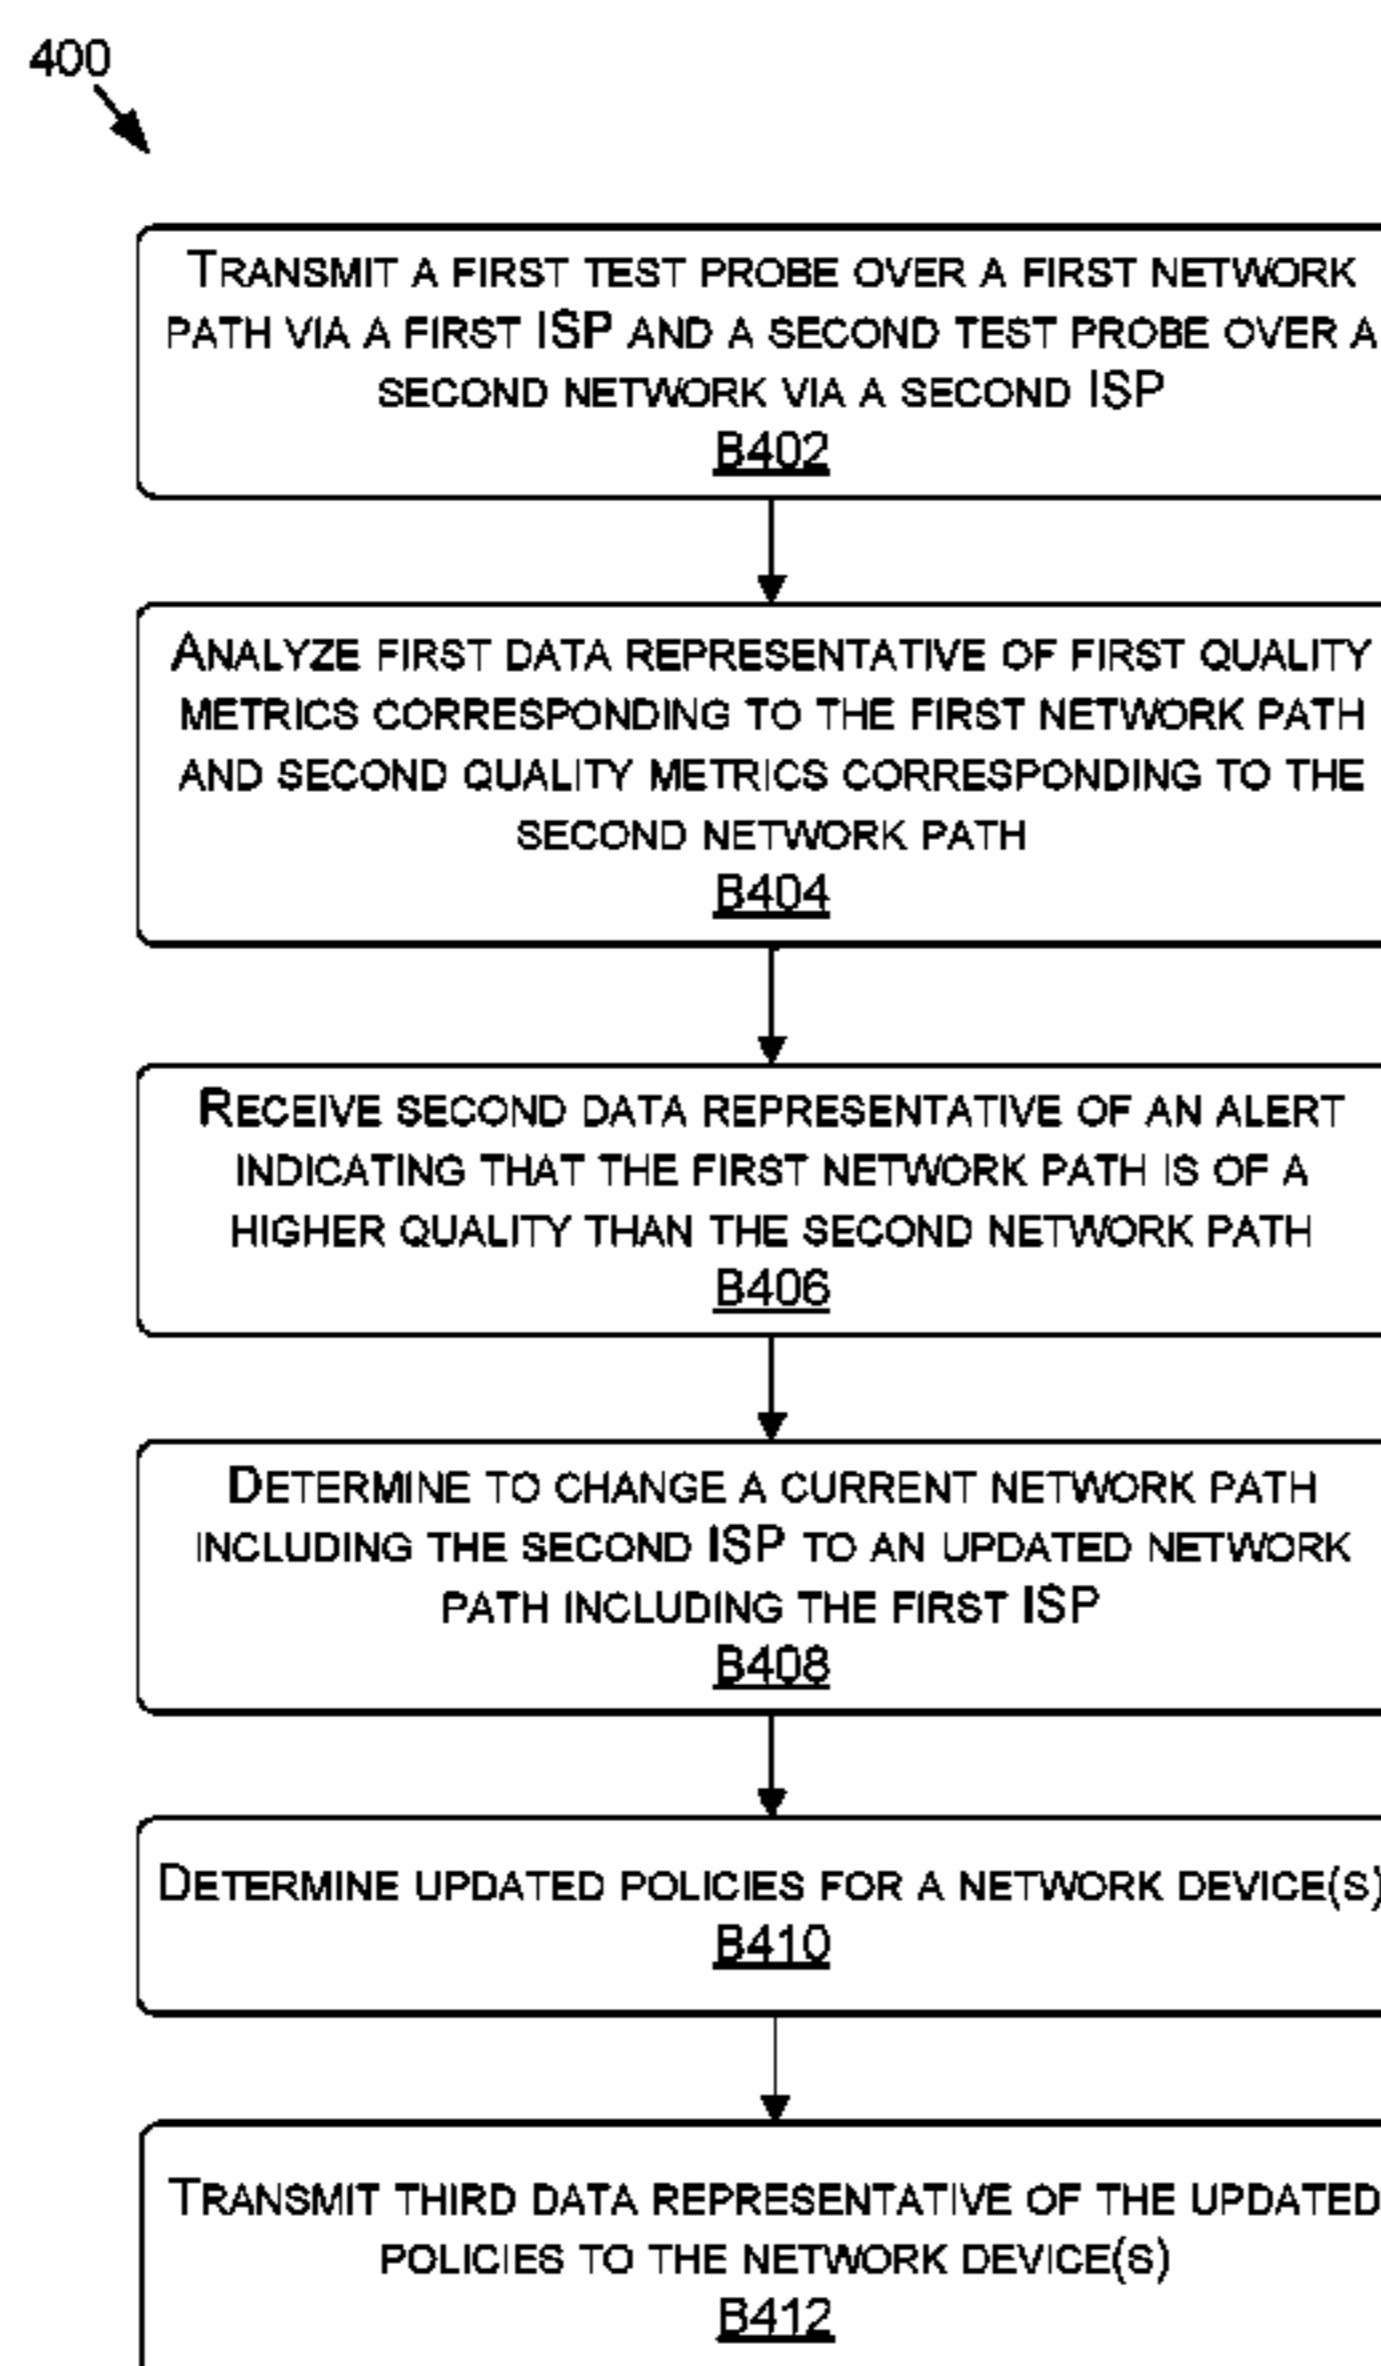 400
TRANSMIT A FIRST TEST PROBE OVER A FIRST NETWORK
PATH VIA A FIRST ISP AND A SECOND TEST PROBE OVER A
SECOND NETWORK VIA A SECOND ISP
B402
ANALYZE FIRST DATA REPRESENTATIVE OF FIRST QUALITY
METRICS CORRESPONDING TO THE FIRST NETWORK PATH
AND SECOND QUALITY METRICS CORRESPONDING TO THE
SECOND NETWORK PATH
B404
RECEIVE SECOND DATA REPRESENTATIVE OF AN ALERT
INDICATING THAT THE FIRST NETWORK PATH IS OF A
HIGHER QUALITY THAN THE SECOND NETWORK PATH
B406
DETERMINE TO CHANGE A CURRENT NETWORK PATH
INCLUDING THE SECOND ISP TO AN UPDATED NETWORK
PATH INCLUDING THE FIRST ISP
B408
DETERMINE UPDATED POLICIES FOR A NETWORK DEVICE(S)
B410
TRANSMIT THIRD DATA REPRESENTATIVE OF THE UPDATED
POLICIES TO THE NETWORK DEVICE(S)
B412